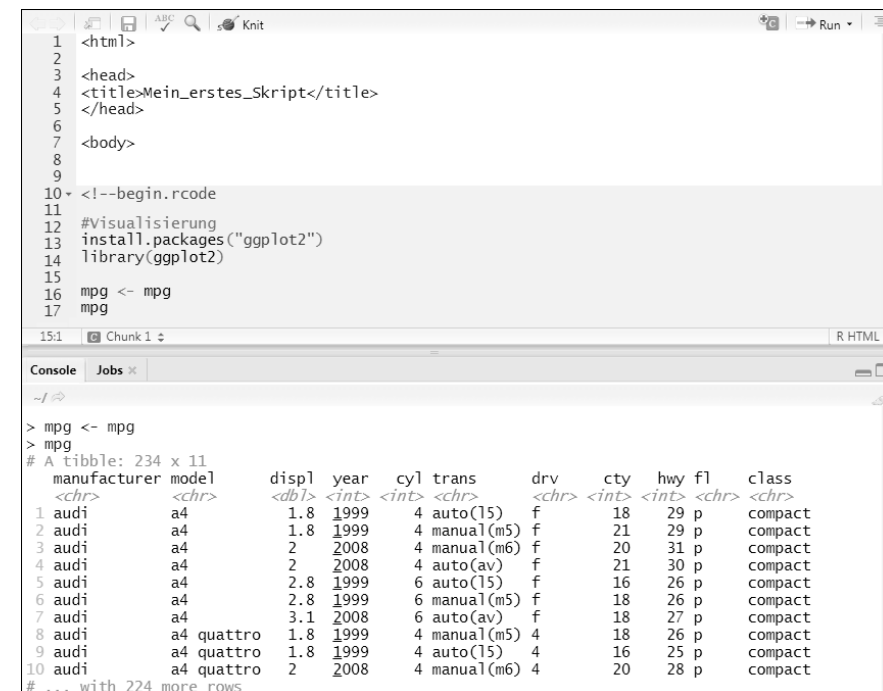 ABC Knit Run
1 <html>
2
3 <head>
4 <title>Mein_erstes_Skript</title>
5 </head>
6
7 <body>
8
9
10 <!--begin.rcode
11
12 #Visualisierung
13 install.packages("ggplot2")
14 library(ggplot2)
15
16 mpg <- mpg
17 mpg
15:1 C Chunk 1 R HTML
Console Jobs ×
~/
> mpg <- mpg
> mpg
# A tibble: 234 x 11
manufacturer model displ year cyl trans drv cty hwy fl class
<chr> <chr> <dbl> <int> <int> <chr> <chr> <int> <int> <chr> <chr>
1 audi a4 1.8 1999 4 auto(l5) f 18 29 p compact
2 audi a4 1.8 1999 4 manual(m5) f 21 29 p compact
3 audi a4 2 2008 4 manual(m6) f 20 31 p compact
4 audi a4 2 2008 4 auto(av) f 21 30 p compact
5 audi a4 2.8 1999 6 auto(l5) f 16 26 p compact
6 audi a4 2.8 1999 6 manual(m5) f 18 26 p compact
7 audi a4 3.1 2008 6 auto(av) f 18 27 p compact
8 audi a4 quattro 1.8 1999 4 manual(m5) 4 18 26 p compact
9 audi a4 quattro 1.8 1999 4 auto(l5) 4 16 25 p compact
10 audi a4 quattro 2 2008 4 manual(m6) 4 20 28 p compact
# ... with 224 more rows